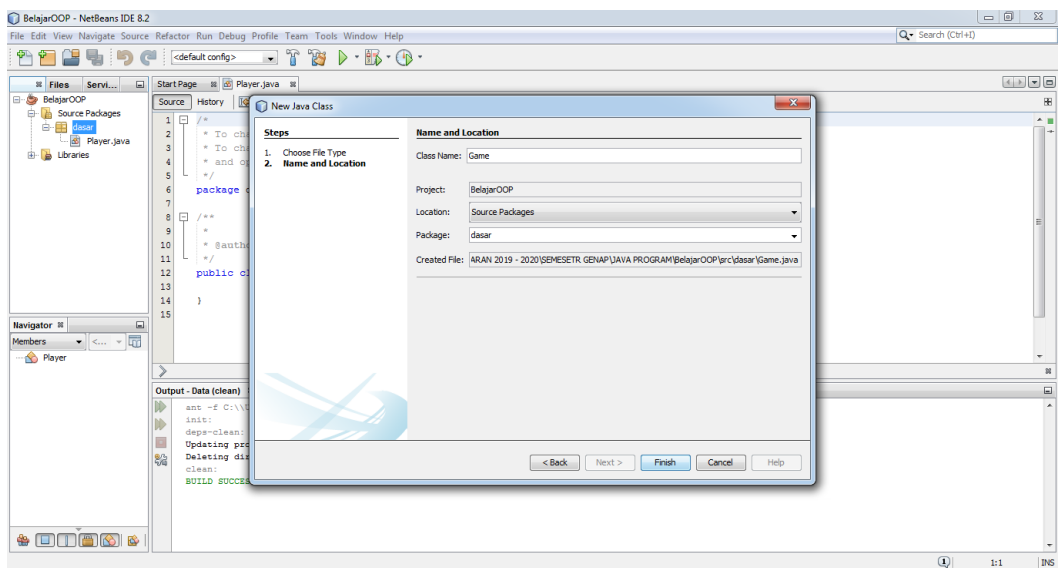 BelajarOOP - NetBeans IDE 8.2
File Edit View Navigate Source Refactor Run Debug Profile Team Tools Window Help
Search (Ctrl+I)
<default config>
Files Servi...
Start Page Player.java
BelajarOOP
Source Packages
dasar
Player.java
Libraries
Source History
1 /*
2 * To cha
3 * To cha
4 * and op
5 */
6 package
7
8 /**
9 *
10 * @autho
11 */
12 public cl
13
14 }
15
New Java Class
Steps
1. Choose File Type
2. Name and Location
Name and Location
Class Name: Game
Project: BelajarOOP
Location: Source Packages
Package: dasar
Created File: ARAN 2019 - 2020\SEMESETR GENAP\JAVA PROGRAM\BelajarOOP\src\dasar\Game.java
< Back Next > Finish Cancel Help
Navigator
Members <...
Player
Output - Data (clean)
ant -f C:\\U
init:
deps-clean:
Updating pro
Deleting dir
clean:
BUILD SUCCES
1 1:1 INS